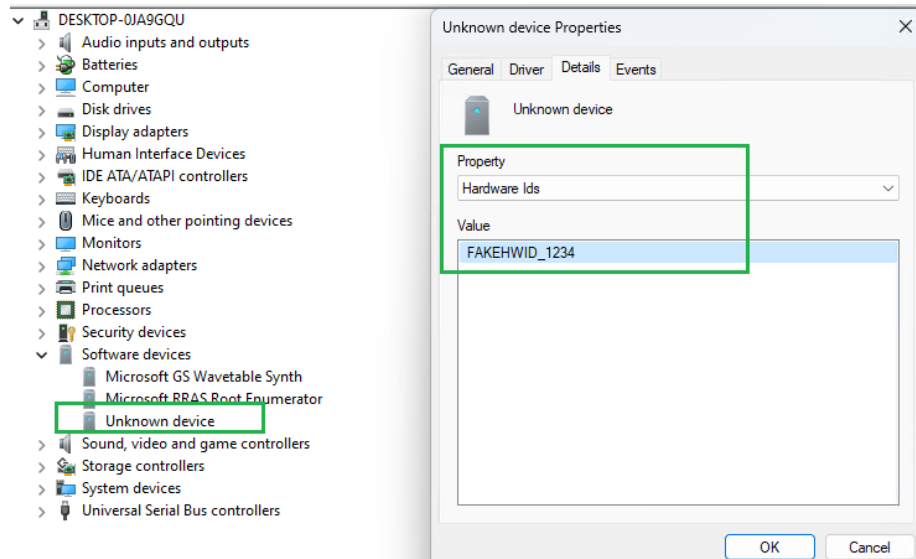 DESKTOP-0JA9GQU
Audio inputs and outputs
Batteries
Computer
Disk drives
Display adapters
Human Interface Devices
IDE ATA/ATAPI controllers
Keyboards
Mice and other pointing devices
Monitors
Network adapters
Print queues
Processors
Security devices
Software devices
Microsoft GS Wavetable Synth
Microsoft RRAS Root Enumerator
Unknown device
Sound, video and game controllers
Storage controllers
System devices
Universal Serial Bus controllers
Unknown device Properties
General Driver Details Events
Unknown device
Property
Hardware Ids
Value
FAKEHWID_1234
OK Cancel